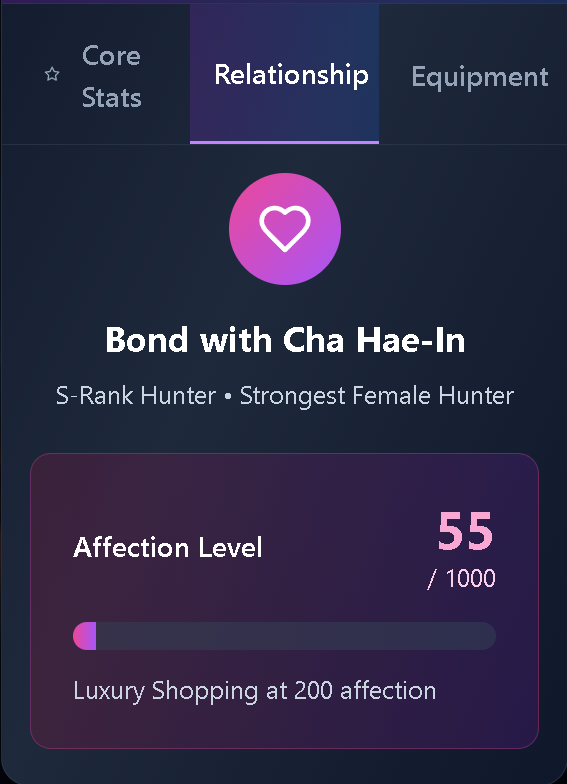 Core
Stats
Relationship
Equipment
Bond with Cha Hae-In
S-Rank Hunter • Strongest Female Hunter
Affection Level
55
/ 1000
Luxury Shopping at 200 affection